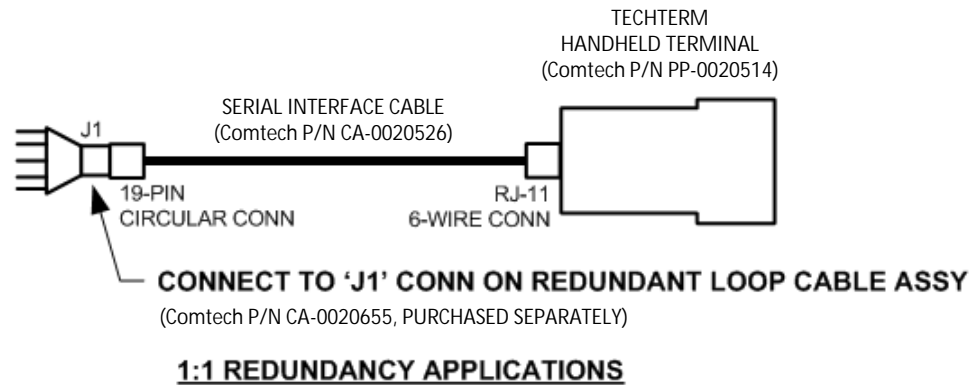 TECHTERM
HANDHELD TERMINAL
(Comtech P/N PP-0020514)
SERIAL INTERFACE CABLE
(Comtech P/N CA-0020526)
J1
19-PIN
CIRCULAR CONN
RJ-11
6-WIRE CONN
CONNECT TO ‘J1’ CONN ON REDUNDANT LOOP CABLE ASSY
(Comtech P/N CA-0020655, PURCHASED SEPARATELY)
1:1 REDUNDANCY APPLICATIONS